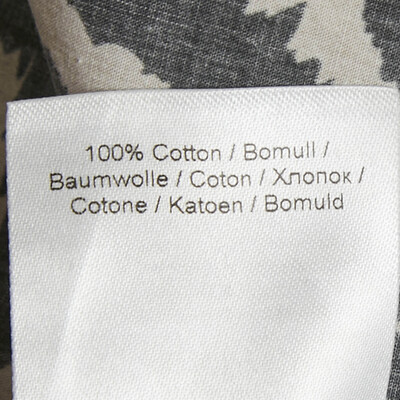 100% Cotton / Bomull /
Baumwolle / Coton / Хлопок /
Cotone / Katoen / Bomuld